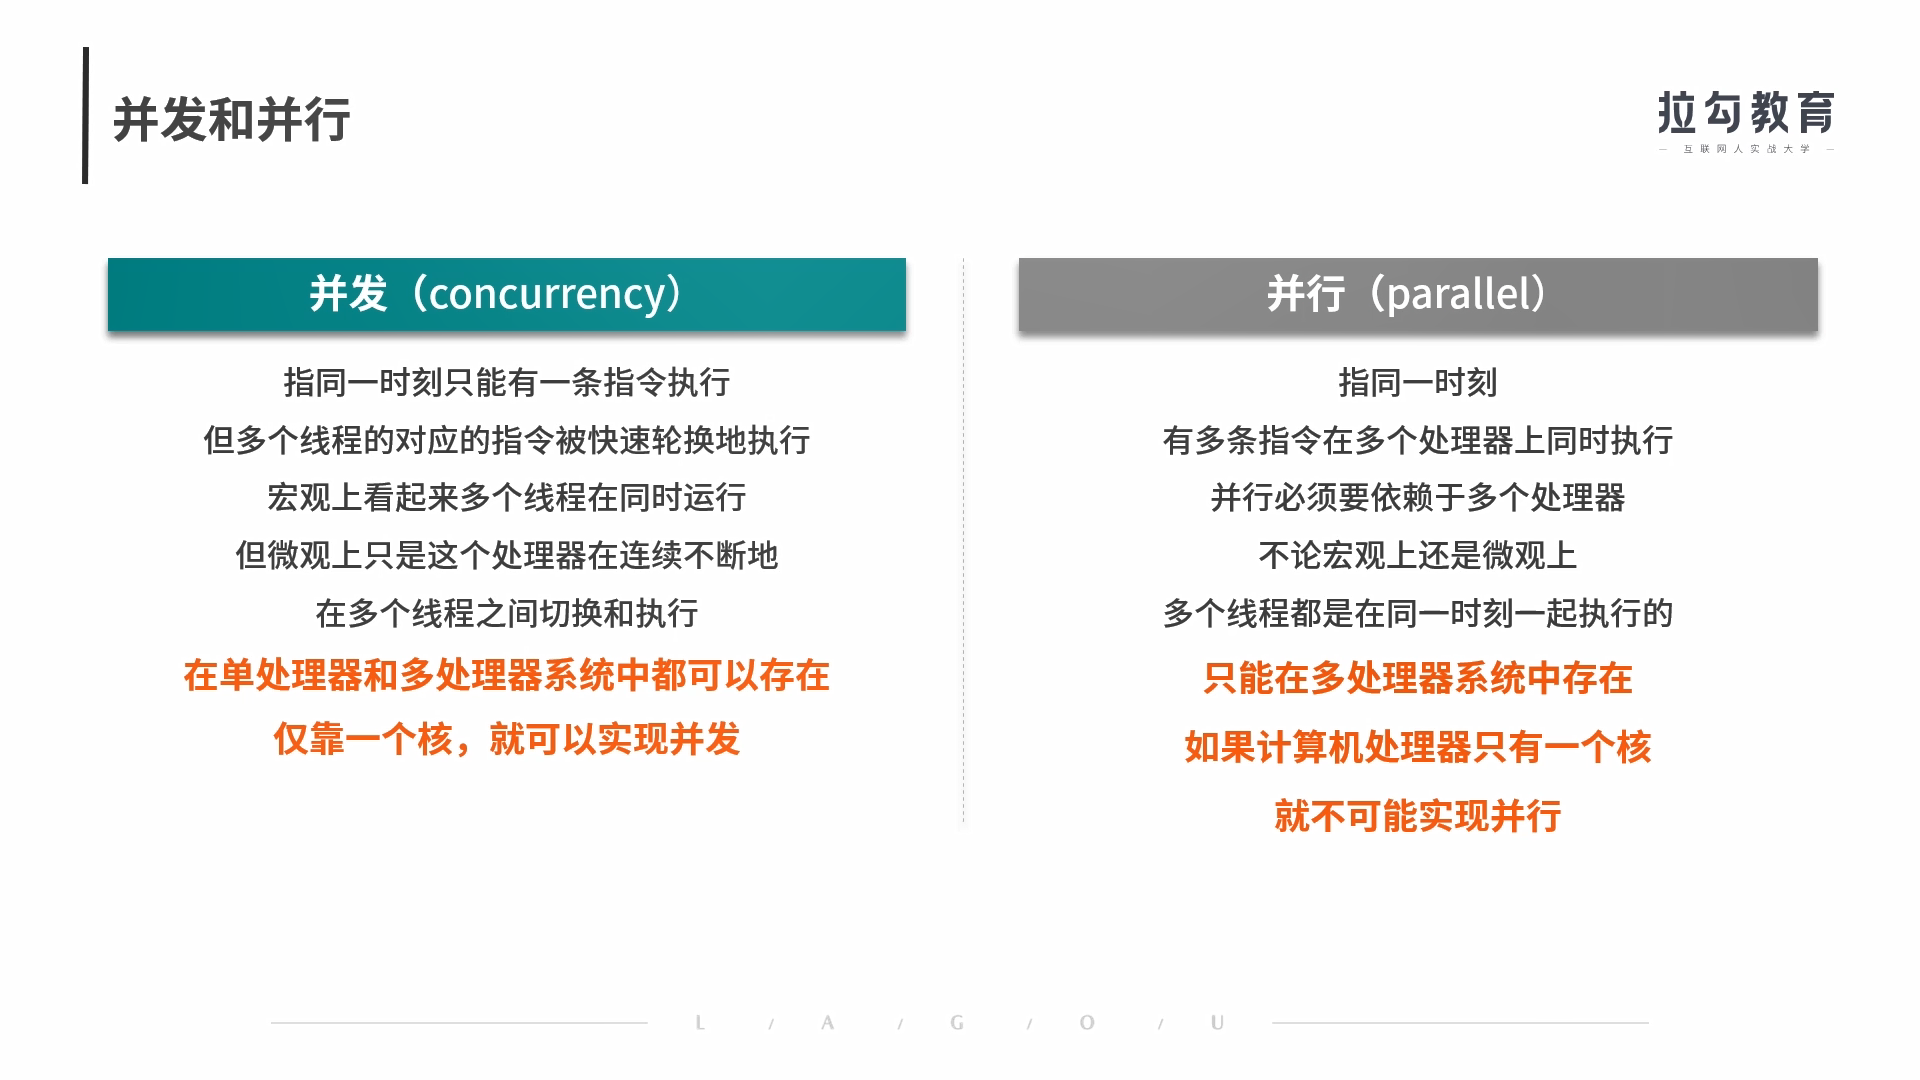 并发和并行
拉勾教育
— 互联网人实战大学 —
并发（concurrency）
指同一时刻只能有一条指令执行
但多个线程的对应的指令被快速轮换地执行
宏观上看起来多个线程在同时运行
但微观上只是这个处理器在连续不断地
在多个线程之间切换和执行
在单处理器和多处理器系统中都可以存在
仅靠一个核，就可以实现并发
并行（parallel）
指同一时刻
有多条指令在多个处理器上同时执行
并行必须要依赖于多个处理器
不论宏观上还是微观上
多个线程都是在同一时刻一起执行的
只能在多处理器系统中存在
如果计算机处理器只有一个核
就不可能实现并行
L / A / G / O / U